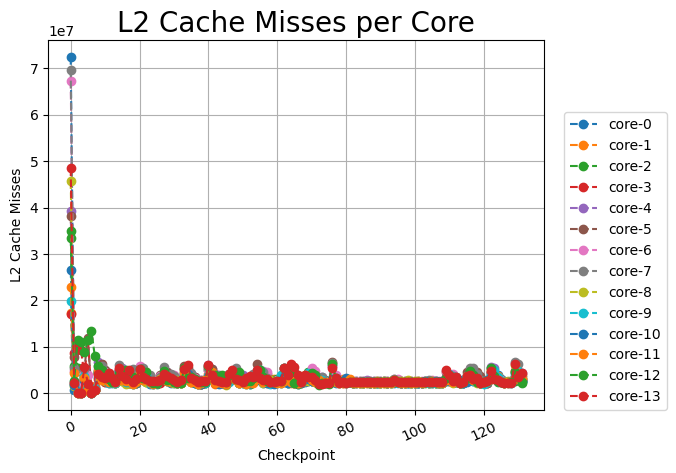 L2 Cache Misses per Core
1e7
7
6
5
4
3
2
1
0
L2 Cache Misses
0
20
40
60
80
100
120
Checkpoint
core-0
core-1
core-2
core-3
core-4
core-5
core-6
core-7
core-8
core-9
core-10
core-11
core-12
core-13